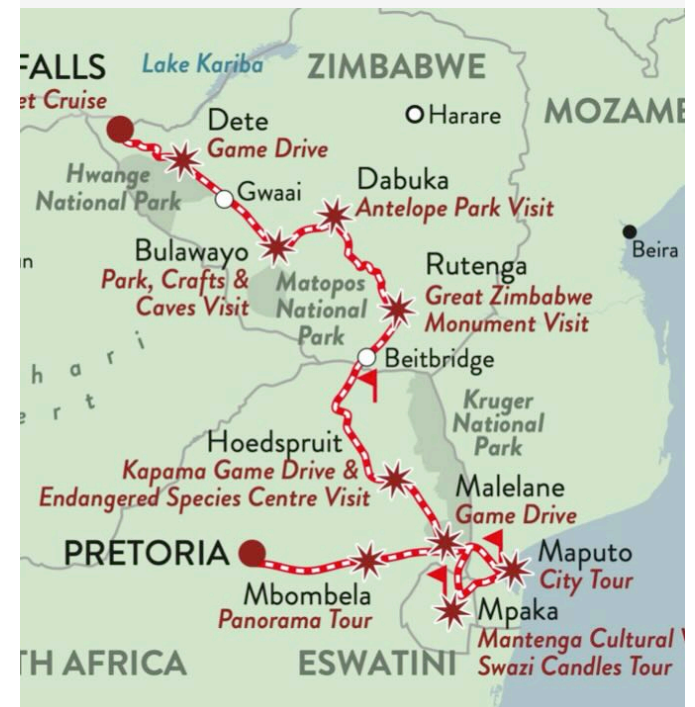 FALLS
et Cruise
Lake Kariba
ZIMBABWE
Harare
MOZAMB
Dete
Game Drive
Hwange
National Park
Gwaai
Dabuka
Antelope Park Visit
Beira
Bulawayo
Park, Crafts &
Caves Visit
Matopos
National
Park
Rutenga
Great Zimbabwe
Monument Visit
n
h a r i
e r t
Beitbridge
Kruger
National
Park
Hoedspruit
Kapama Game Drive &
Endangered Species Centre Visit
Malelane
Game Drive
PRETORIA
Maputo
City Tour
Mbombela
Panorama Tour
Mpaka
Mantenga Cultural V
Swazi Candles Tour
TH AFRICA
ESWATINI